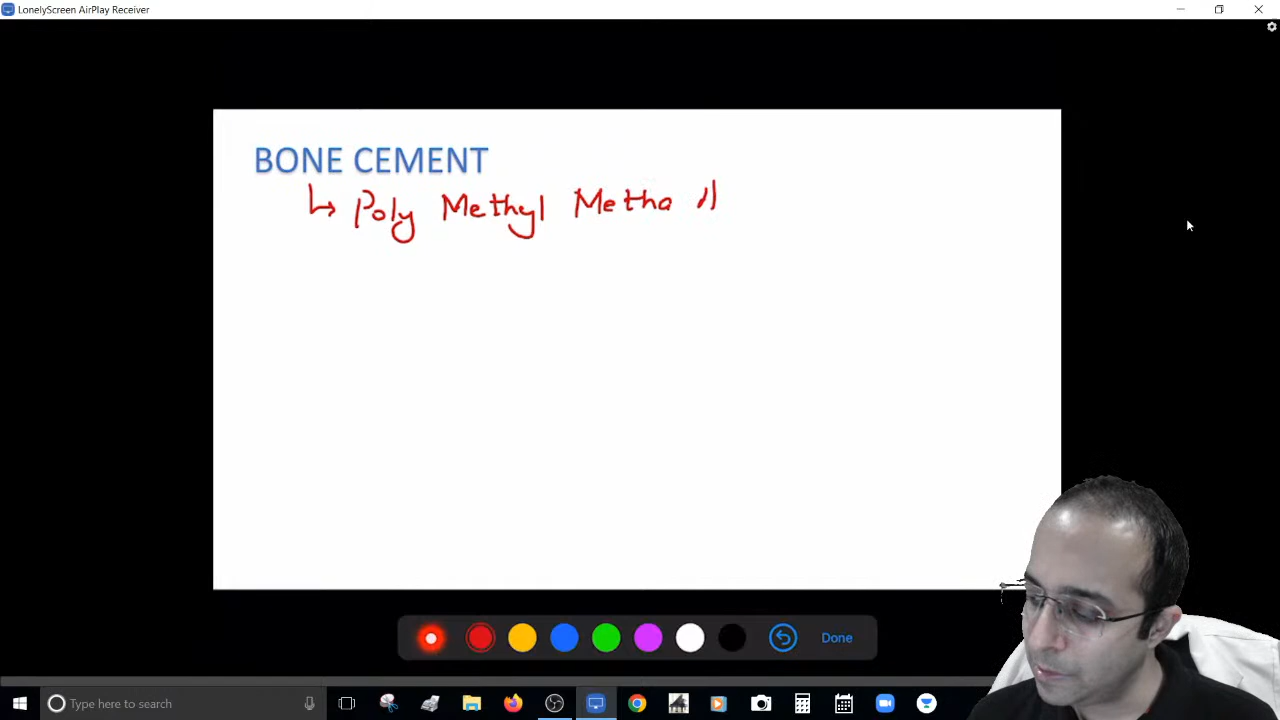 LonelyScreen AirPlay Receiver
BONE CEMENT
↳ Poly Methyl Metha
Done
Type here to search